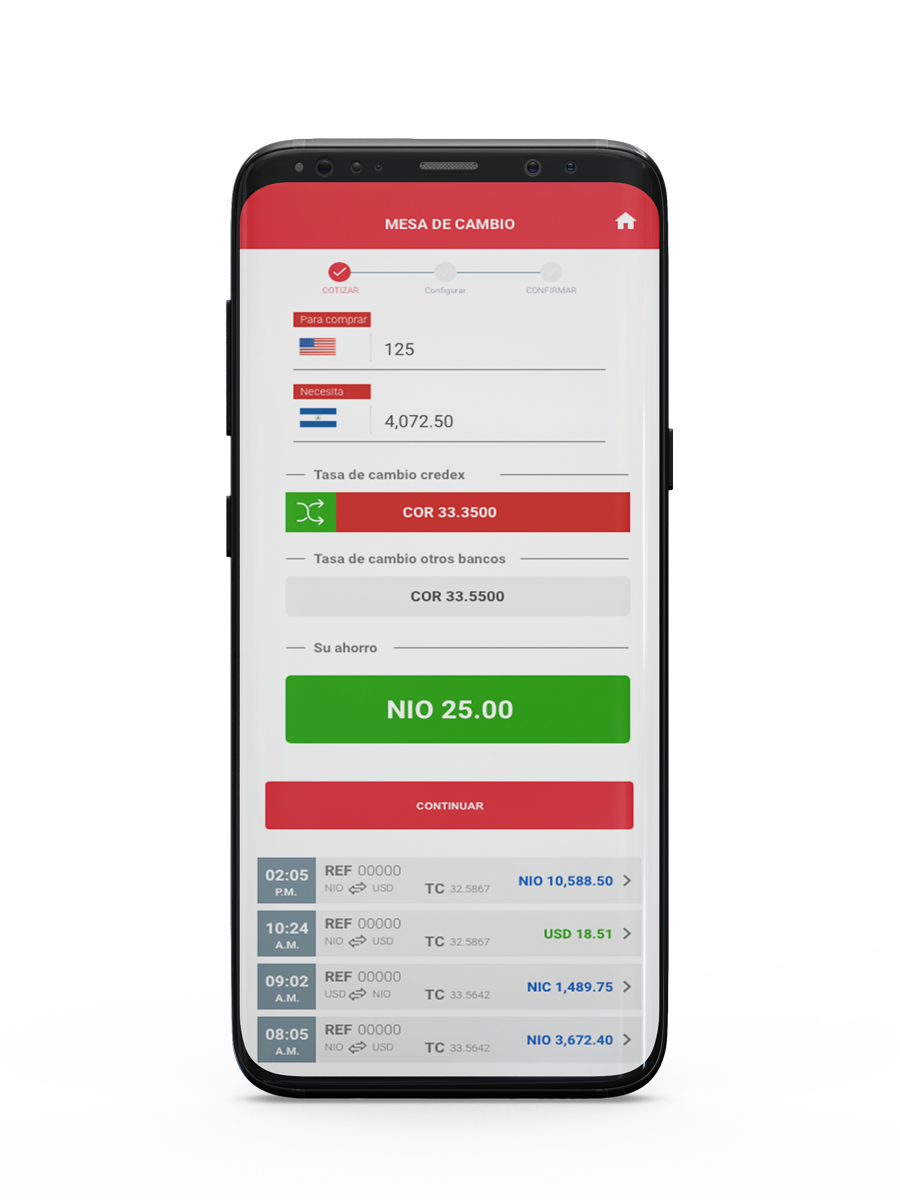 MESA DE CAMBIO
COTIZAR Configurar CONFIRMAR
Para comprar
125
Necesita
4,072.50
Tasa de cambio credex
COR 33.3500
Tasa de cambio otros bancos
COR 33.5500
Su ahorro
NIO 25.00
CONTINUAR
02:05 P.M. REF 00000 NIO USD TC 32.5867 NIO 10,588.50
10:24 A.M. REF 00000 NIO USD TC 32.5867 USD 18.51
09:02 A.M. REF 00000 USD NIO TC 33.5642 NIC 1,489.75
08:05 A.M. REF 00000 NIO USD TC 33.5642 NIO 3,672.40